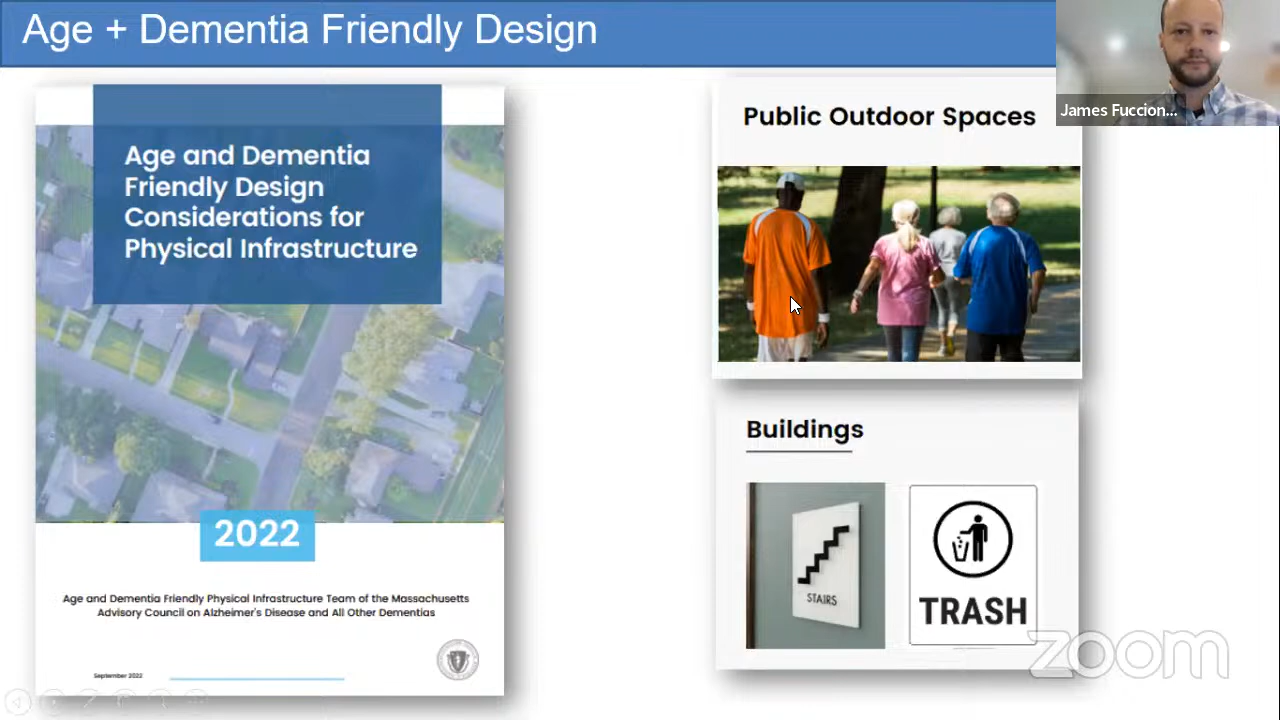 Age + Dementia Friendly Design
James Fuccion...
Age and Dementia
Friendly Design
Considerations for
Physical Infrastructure
2022
Age and Dementia Friendly Physical Infrastructure Team of the Massachusetts
Advisory Council on Alzheimer's Disease and All Other Dementias
September 2022
Public Outdoor Spaces
Buildings
STAIRS
TRASH
zoom